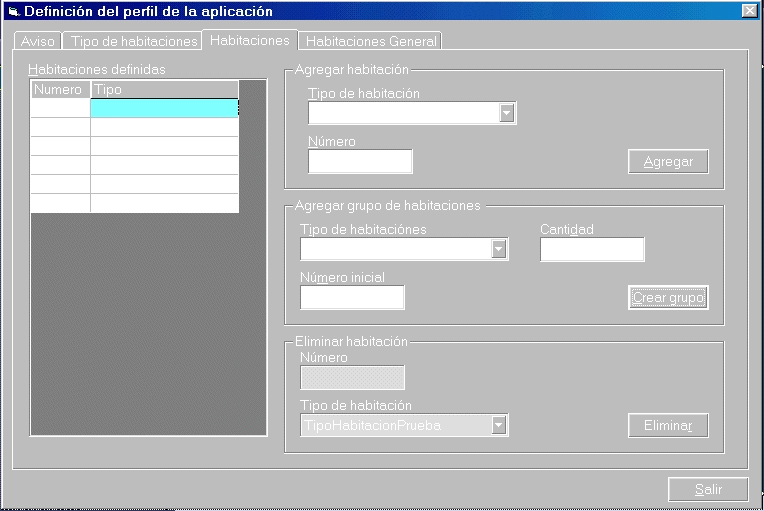 Definición del perfil de la aplicación
Aviso Tipo de habitaciones Habitaciones Habitaciones General
Habitaciones definidas
Numero Tipo
Agregar habitación
Tipo de habitación
Número
Agregar
Agregar grupo de habitaciones
Tipo de habitaciónes Cantidad
Número inicial
Crear grupo
Eliminar habitación
Número
Tipo de habitación
TipoHabitacionPrueba
Eliminar
Salir